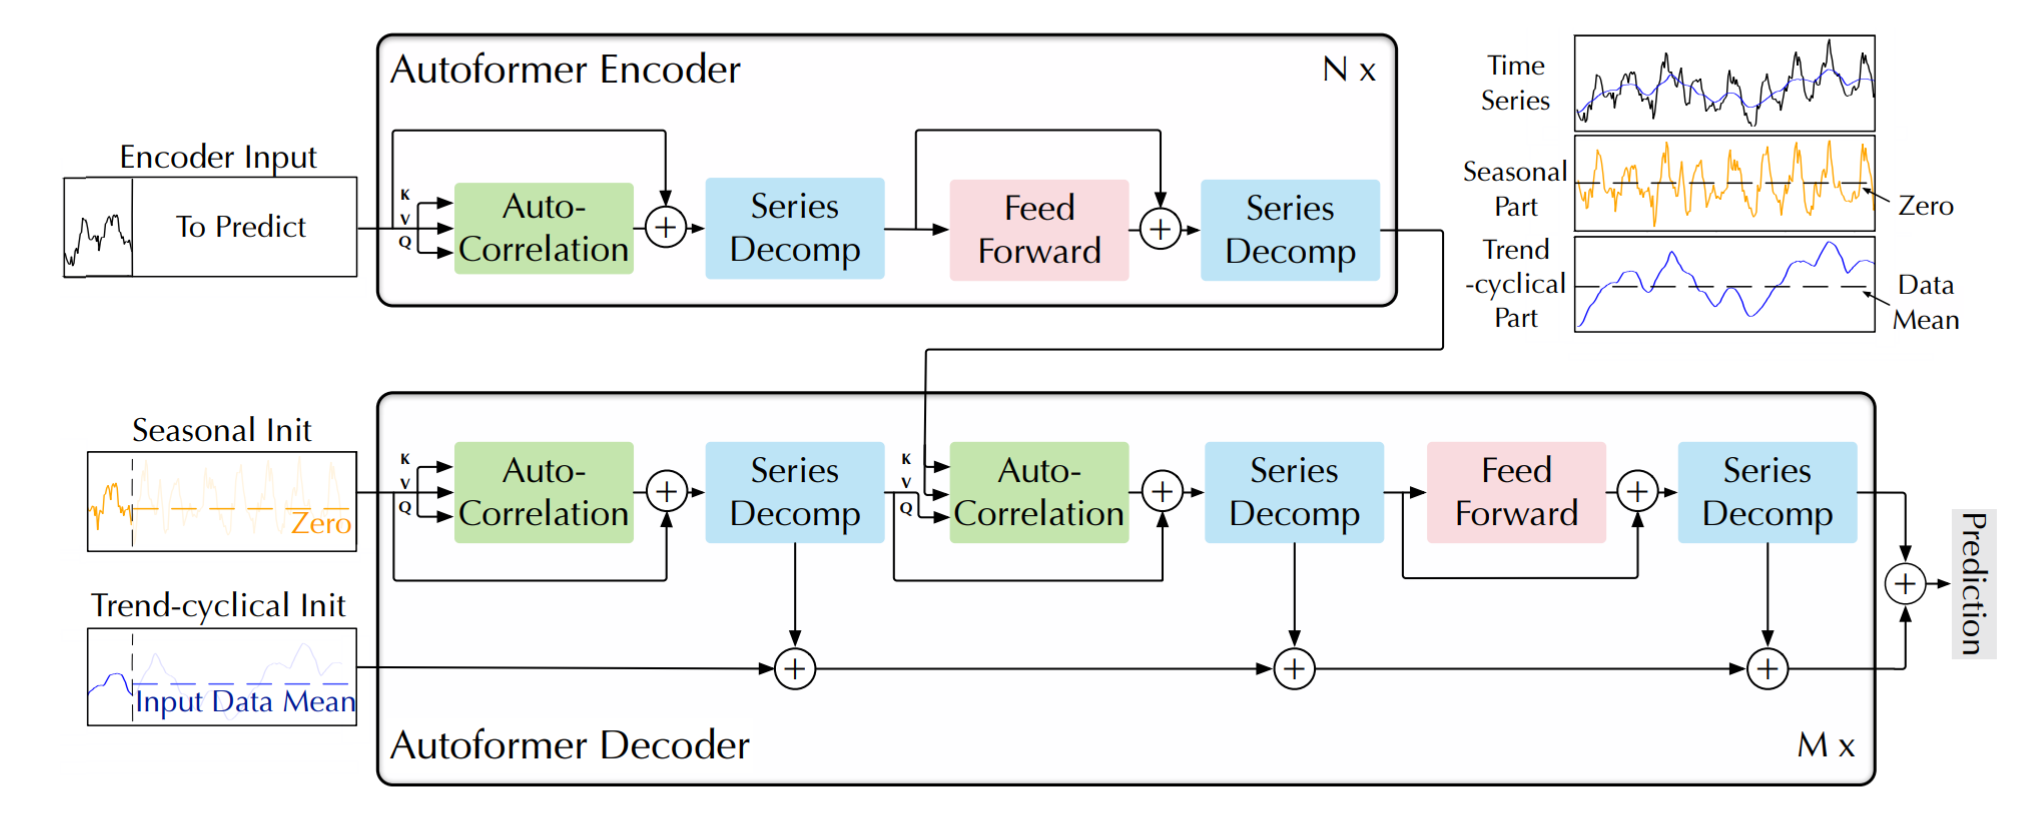 Autoformer Encoder
N x
Encoder Input
To Predict
K
V
Q
Auto-
Correlation
+
Series
Decomp
Feed
Forward
+
Series
Decomp
Time
Series
Seasonal
Part
Zero
Trend
-cyclical
Part
Data
Mean
Seasonal Init
Zero
K
V
Q
Auto-
Correlation
+
Series
Decomp
K
V
Q
Auto-
Correlation
+
Series
Decomp
Feed
Forward
+
Series
Decomp
+
Prediction
Trend-cyclical Init
Input Data Mean
+
+
+
Autoformer Decoder
M x